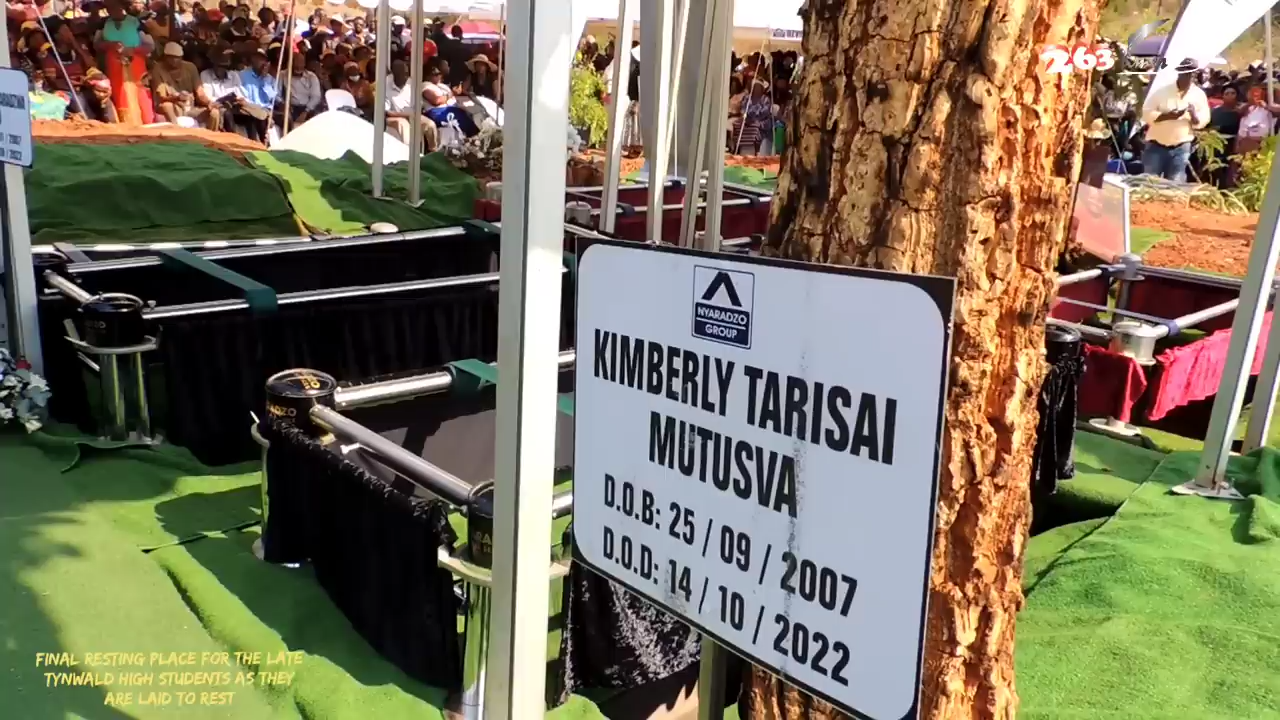 263
NYARADZO
GROUP
KIMBERLY TARISAI
MUTUSVA
D.O.B: 25 / 09 / 2007
D.O.D: 14 / 10 / 2022
FINAL RESTING PLACE FOR THE LATE
TYNWALD HIGH STUDENTS AS THEY
ARE LAID TO REST